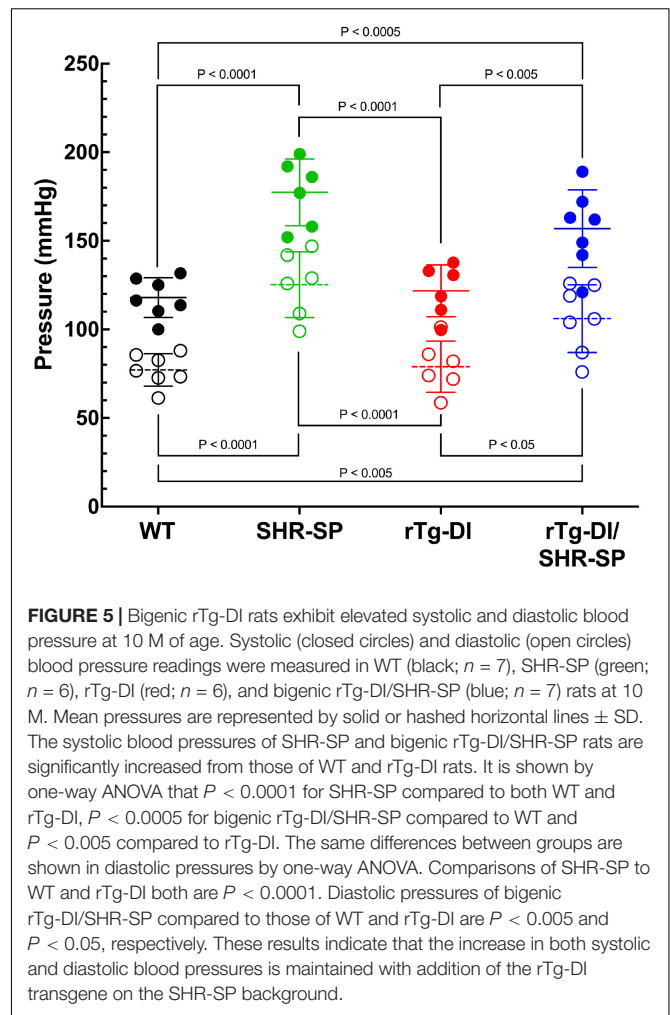 P < 0.0005
250
P < 0.0001
P < 0.005
P < 0.0001
200
150
100
50
0
Pressure (mmHg)
P < 0.0001
P < 0.0001
P < 0.05
P < 0.005
WT
SHR-SP
rTg-DI
rTg-DI/
SHR-SP
FIGURE 5 | Bigenic rTg-DI rats exhibit elevated systolic and diastolic blood
pressure at 10 M of age. Systolic (closed circles) and diastolic (open circles)
blood pressure readings were measured in WT (black; n = 7), SHR-SP (green;
n = 6), rTg-DI (red; n = 6), and bigenic rTg-DI/SHR-SP (blue; n = 7) rats at 10
M. Mean pressures are represented by solid or hashed horizontal lines ± SD.
The systolic blood pressures of SHR-SP and bigenic rTg-DI/SHR-SP rats are
significantly increased from those of WT and rTg-DI rats. It is shown by
one-way ANOVA that P < 0.0001 for SHR-SP compared to both WT and
rTg-DI, P < 0.0005 for bigenic rTg-DI/SHR-SP compared to WT and
P < 0.005 compared to rTg-DI. The same differences between groups are
shown in diastolic pressures by one-way ANOVA. Comparisons of SHR-SP to
WT and rTg-DI both are P < 0.0001. Diastolic pressures of bigenic
rTg-DI/SHR-SP compared to those of WT and rTg-DI are P < 0.005 and
P < 0.05, respectively. These results indicate that the increase in both systolic
and diastolic blood pressures is maintained with addition of the rTg-DI
transgene on the SHR-SP background.